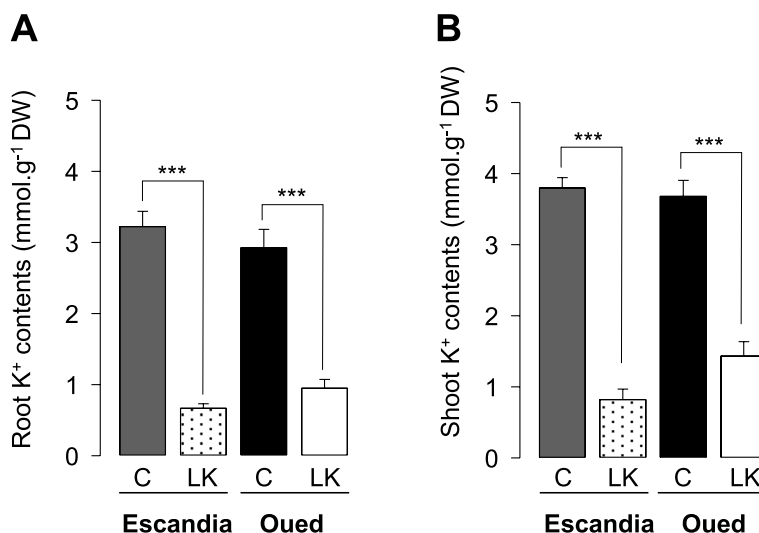 A
Root K⁺ contents (mmol.g⁻¹ DW)
5
4
3
2
1
0
***
***
C LK C LK
Escandia Oued
B
Shoot K⁺ contents (mmol.g⁻¹ DW)
5
4
3
2
1
0
***
***
C LK C LK
Escandia Oued